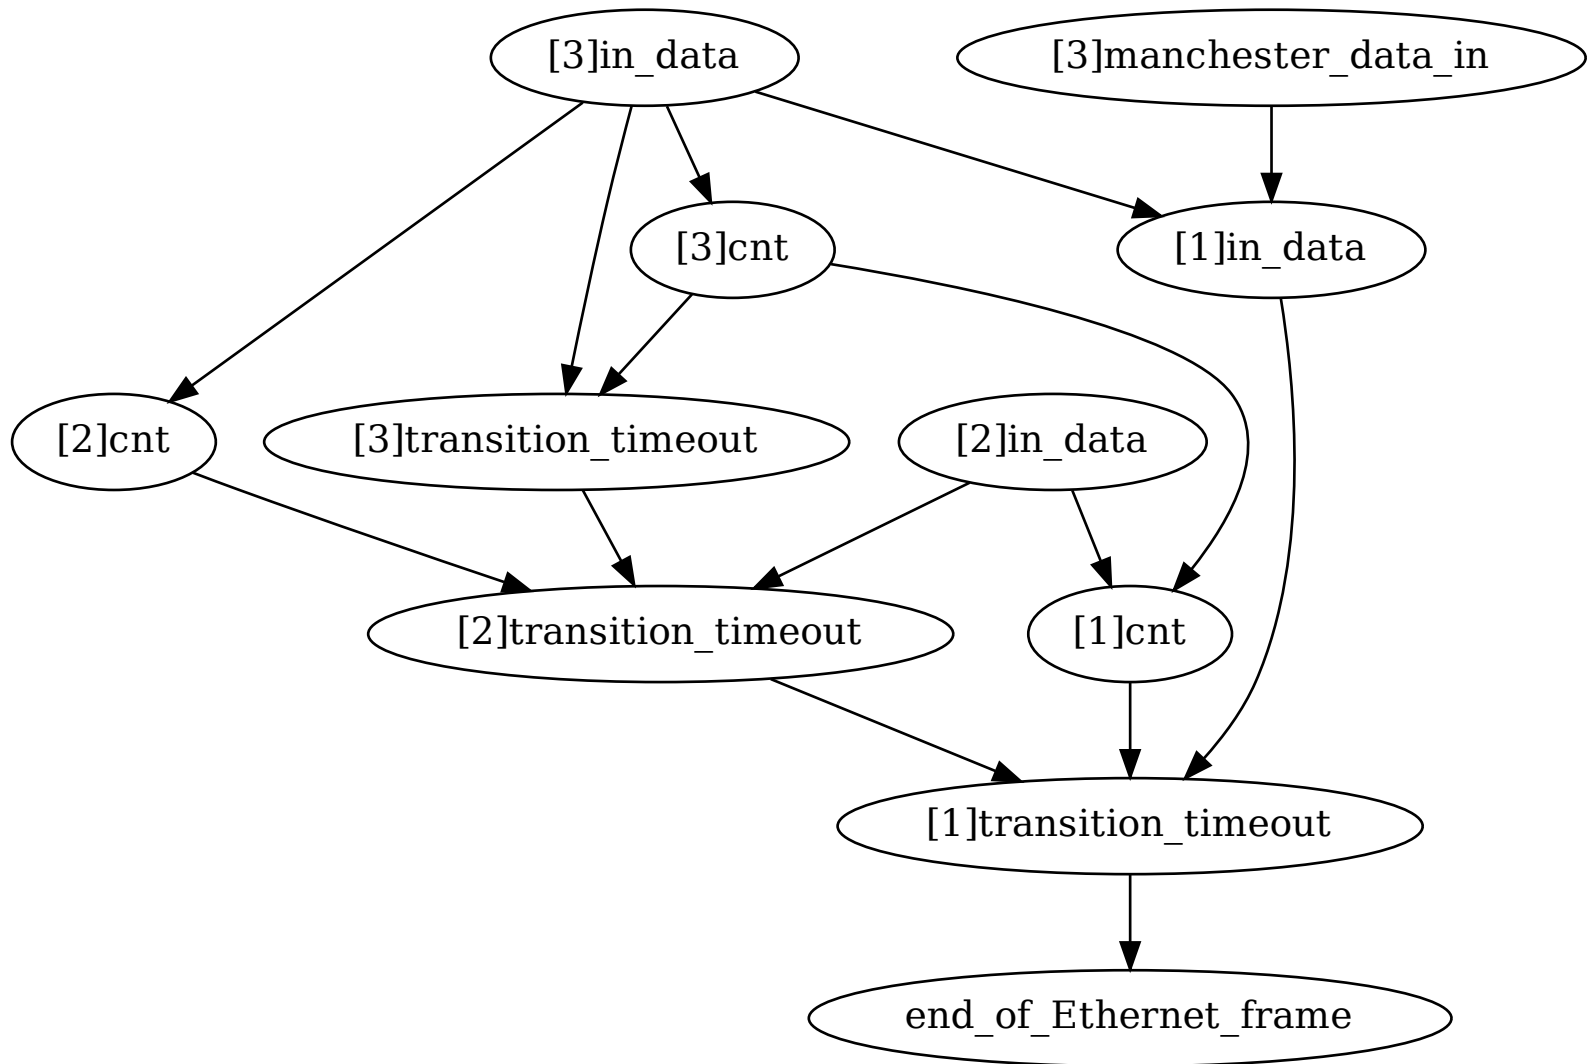 [3]in_data
[3]manchester_data_in
[3]cnt
[1]in_data
[2]cnt
[3]transition_timeout
[2]in_data
[2]transition_timeout
[1]cnt
[1]transition_timeout
end_of_Ethernet_frame